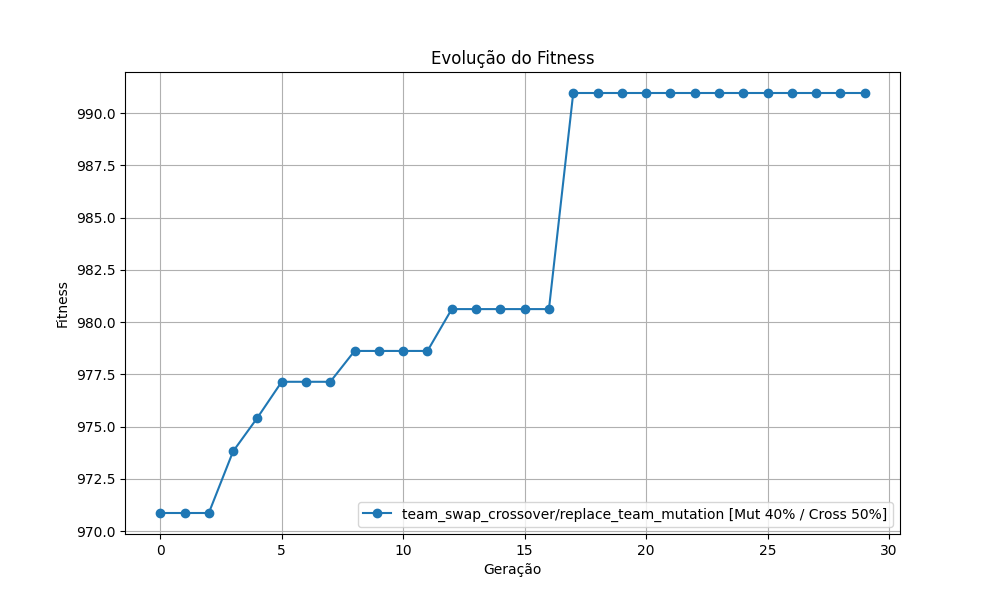 Evolução do Fitness
Fitness
990.0
987.5
985.0
982.5
980.0
977.5
975.0
972.5
970.0
team_swap_crossover/replace_team_mutation [Mut 40% / Cross 50%]
0 5 10 15 20 25 30
Geração